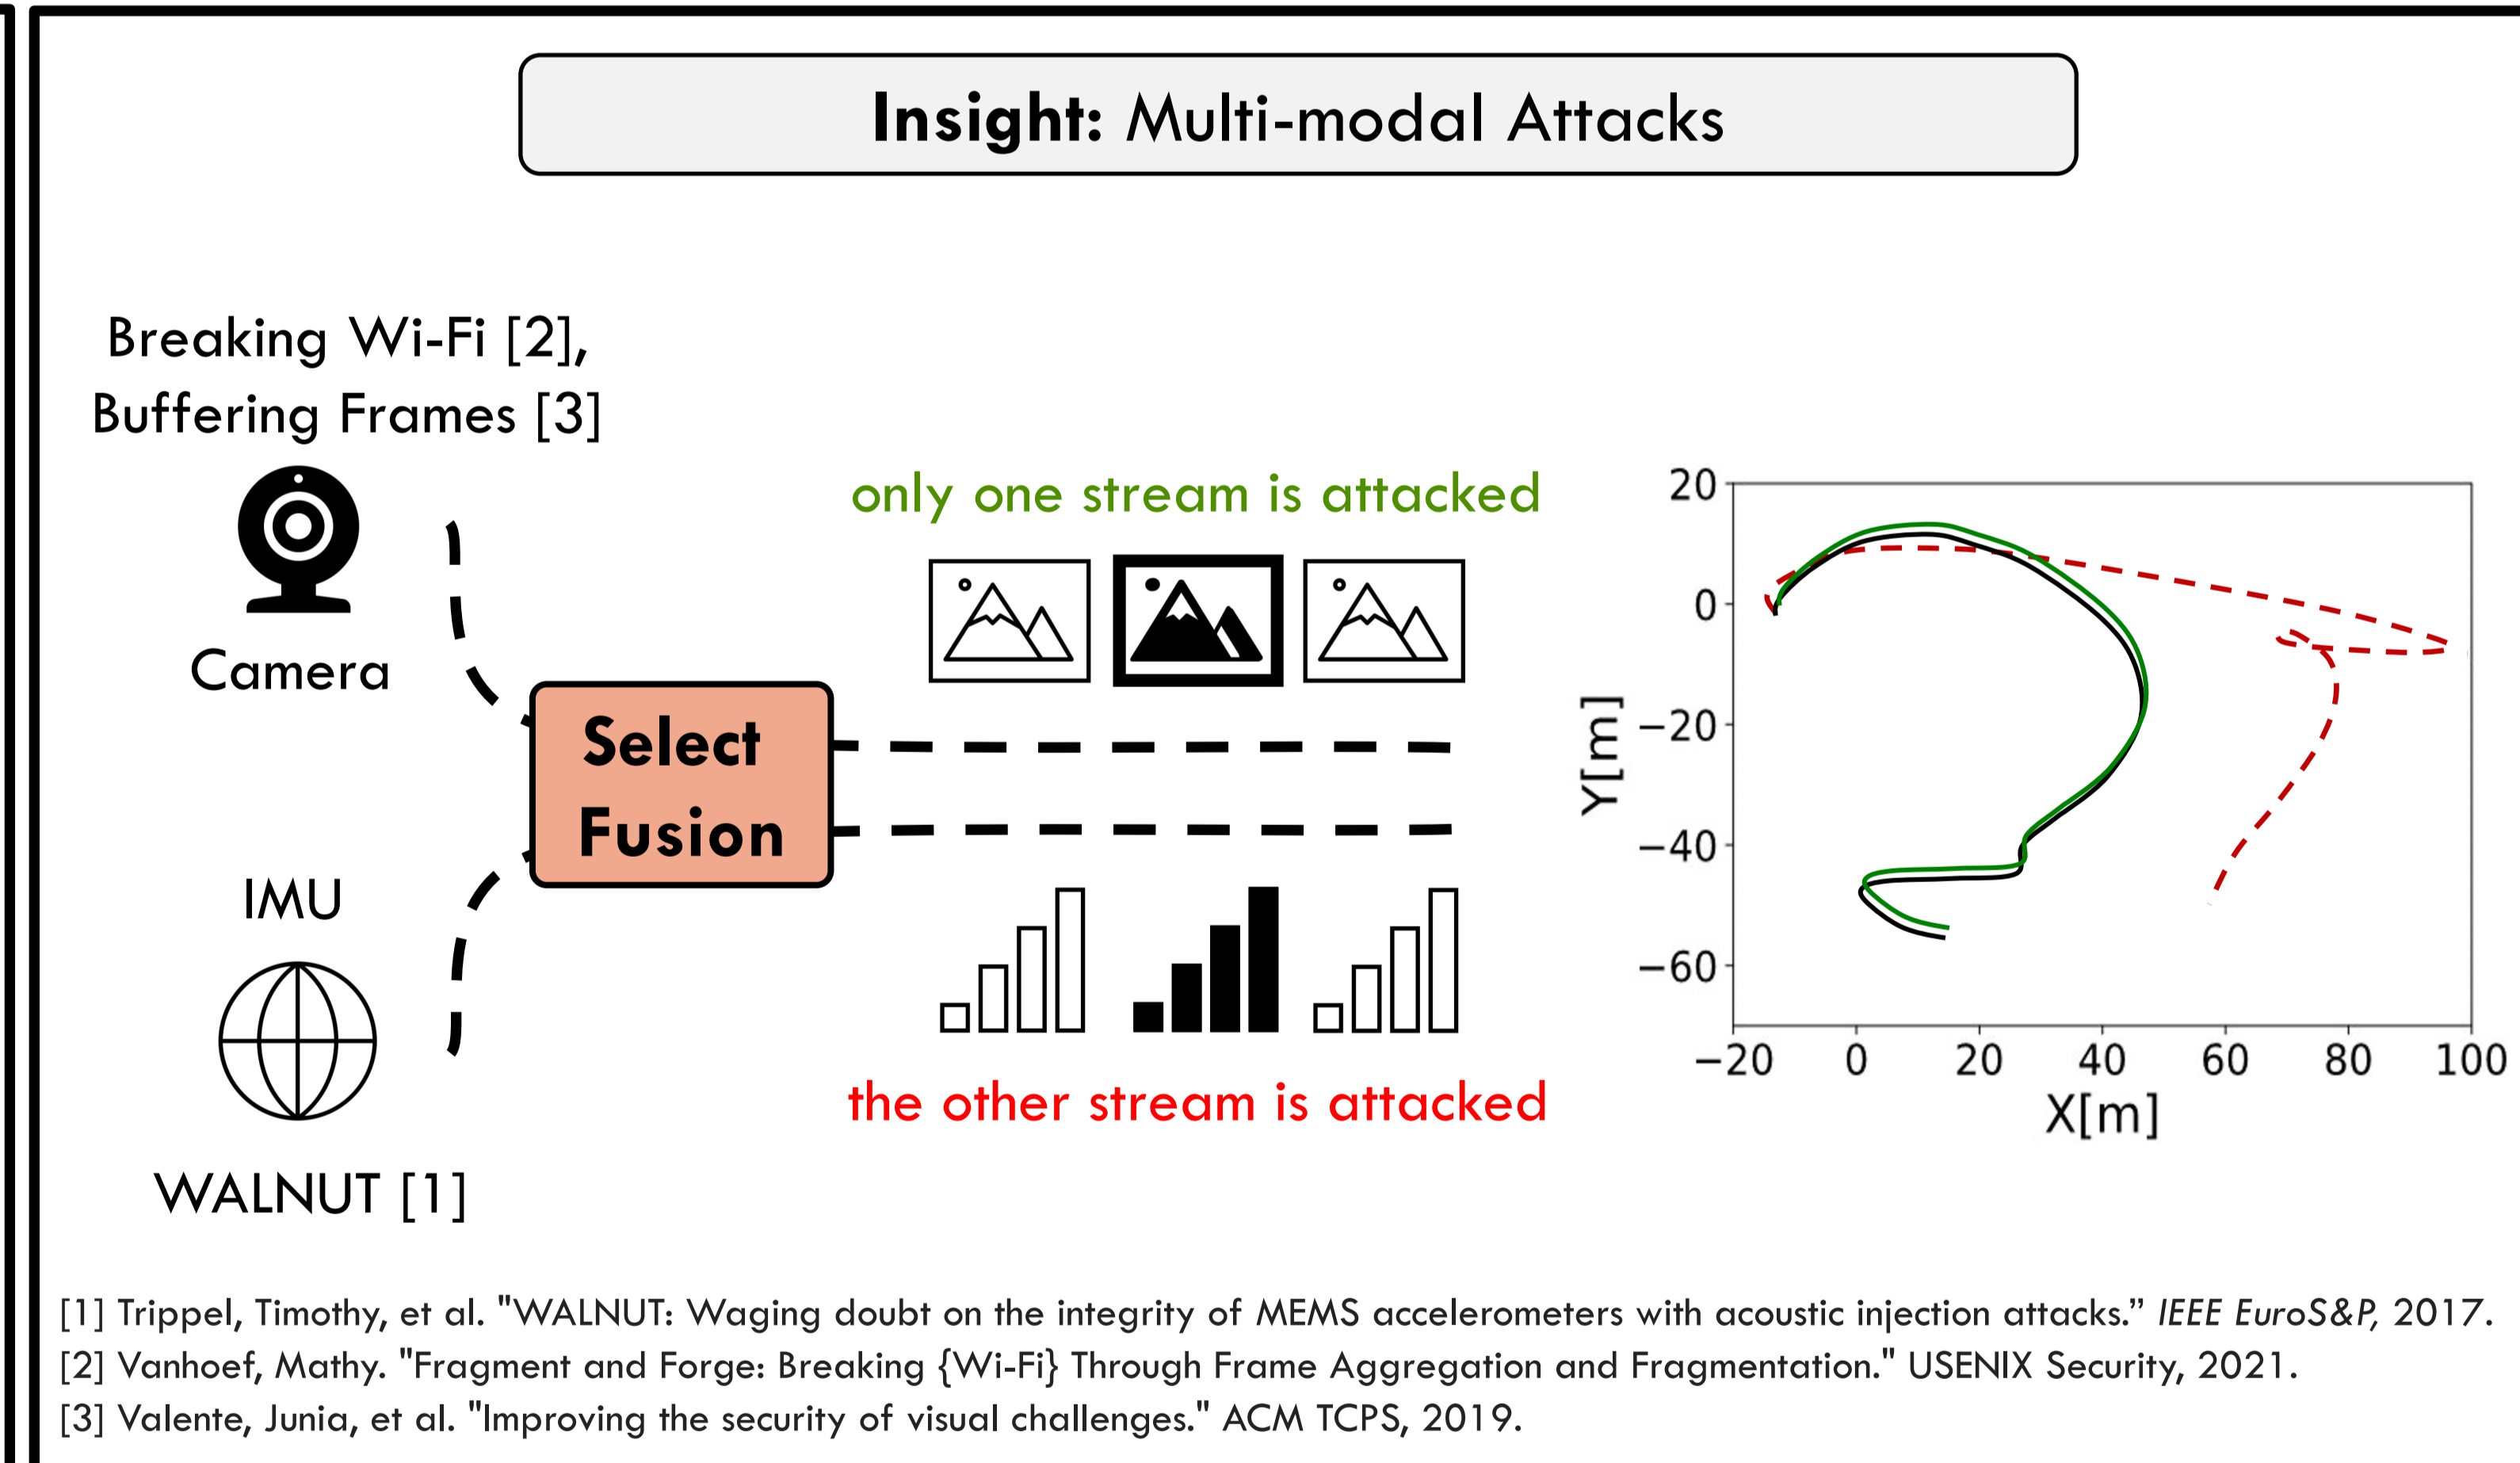 Insight: Multi-modal Attacks
Breaking Wi-Fi [2],
Buffering Frames [3]
Camera
Select
Fusion
IMU
WALNUT [1]
only one stream is attacked
the other stream is attacked
20
0
−20
−40
−60
Y[m]
−20 0 20 40 60 80 100
X[m]
[1] Trippel, Timothy, et al. "WALNUT: Waging doubt on the integrity of MEMS accelerometers with acoustic injection attacks.” IEEE EuroS&P, 2017.
[2] Vanhoef, Mathy. "Fragment and Forge: Breaking {Wi-Fi} Through Frame Aggregation and Fragmentation." USENIX Security, 2021.
[3] Valente, Junia, et al. "Improving the security of visual challenges." ACM TCPS, 2019.